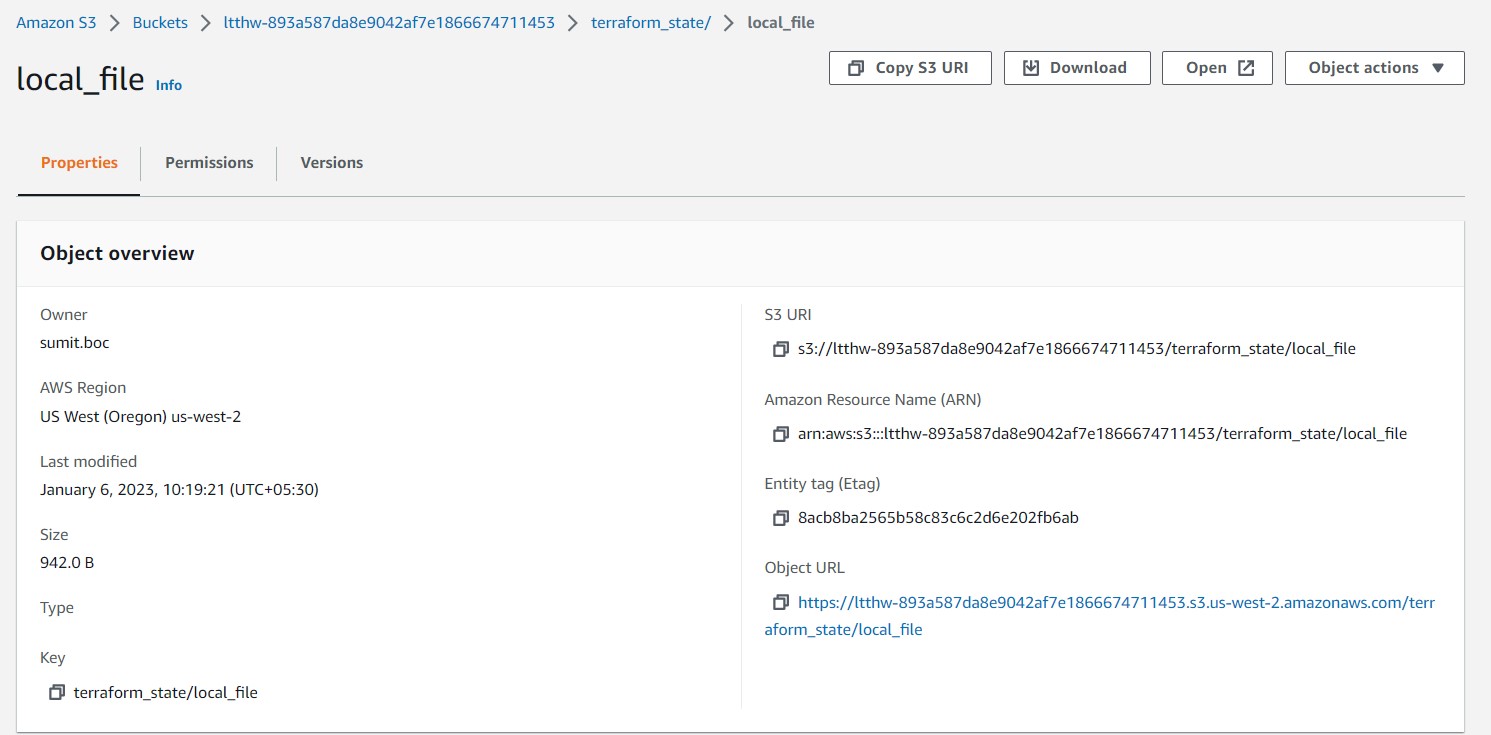 Amazon S3 > Buckets > ltthw-893a587da8e9042af7e1866674711453 > terraform_state/ > local_file
local_file Info
Copy S3 URI Download Open Object actions
Properties Permissions Versions
Object overview
Owner
sumit.boc
AWS Region
US West (Oregon) us-west-2
Last modified
January 6, 2023, 10:19:21 (UTC+05:30)
Size
942.0 B
Type
Key
terraform_state/local_file
S3 URI
s3://ltthw-893a587da8e9042af7e1866674711453/terraform_state/local_file
Amazon Resource Name (ARN)
arn:aws:s3:::ltthw-893a587da8e9042af7e1866674711453/terraform_state/local_file
Entity tag (Etag)
8acb8ba2565b58c83c6c2d6e202fb6ab
Object URL
https://ltthw-893a587da8e9042af7e1866674711453.s3.us-west-2.amazonaws.com/terr
aform_state/local_file